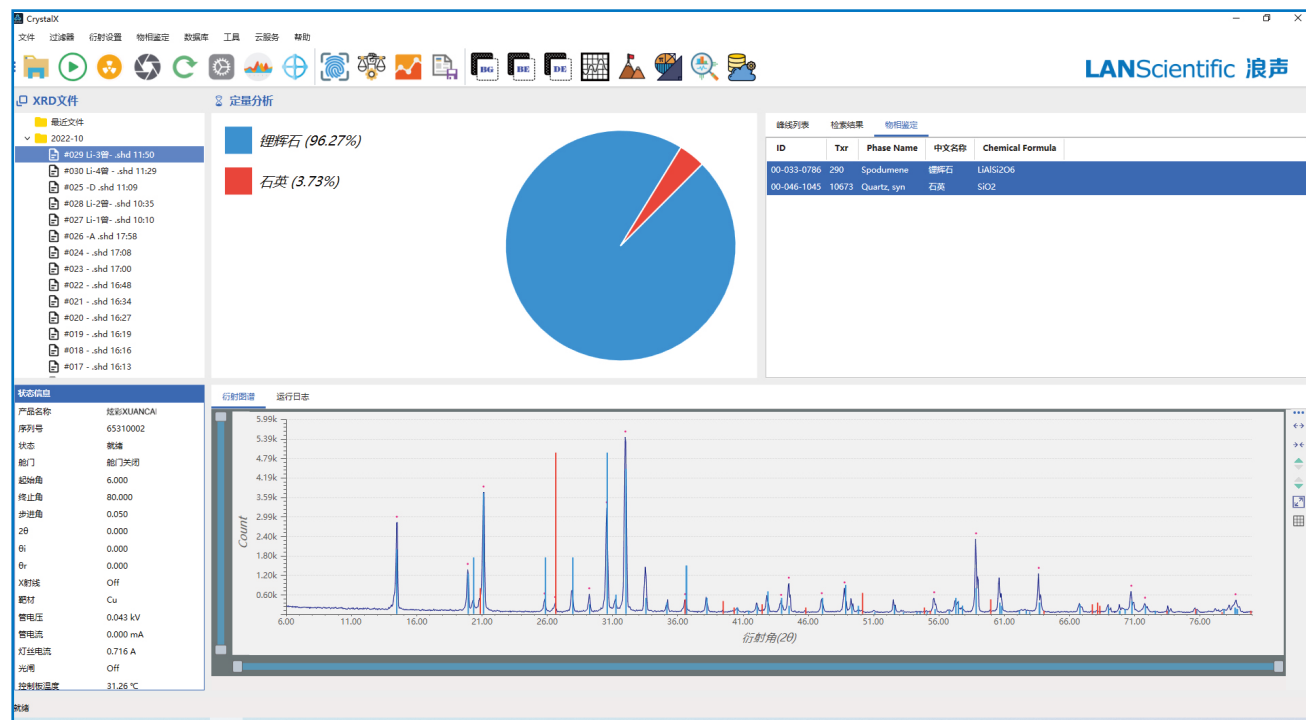 CrystalX
文件 过滤器 衍射设置 物相鉴定 数据库 工具 云服务 帮助
BG BE DE
LANScientific 浪声
XRD文件
最近文件
2022-10
#029 Li-3曾- .shd 11:50
#030 Li-4曾 - .shd 11:29
#025 -D .shd 11:09
#028 Li-2曾- .shd 10:35
#027 Li-1曾- .shd 10:10
#026 -A .shd 17:58
#024 - .shd 17:08
#023 - .shd 17:00
#022 - .shd 16:48
#021 - .shd 16:34
#020 - .shd 16:27
#019 - .shd 16:19
#018 - .shd 16:16
#017 - .shd 16:13
定量分析
锂辉石 (96.27%)
石英 (3.73%)
峰线列表 检索结果 物相鉴定
ID Txr Phase Name 中文名称 Chemical Formula
00-033-0786 290 Spodumene 锂辉石 LiAlSi2O6
00-046-1045 10673 Quartz, syn 石英 SiO2
状态信息
产品名称 炫彩XUANCAI
序列号 65310002
状态 就绪
舱门 舱门关闭
起始角 6.000
终止角 80.000
步进角 0.050
2θ 0.000
θi 0.000
θr 0.000
X射线 Off
靶材 Cu
管电压 0.043 kV
管电流 0.000 mA
灯丝电流 0.716 A
光闸 Off
控制板温度 31.26 ℃
衍射图谱 运行日志
5.99k
5.39k
4.79k
4.19k
3.59k
2.99k
2.40k
1.80k
1.20k
0.60k
Count
6.00 11.00 16.00 21.00 26.00 31.00 36.00 41.00 46.00 51.00 56.00 61.00 66.00 71.00 76.00
衍射角(2θ)
就绪